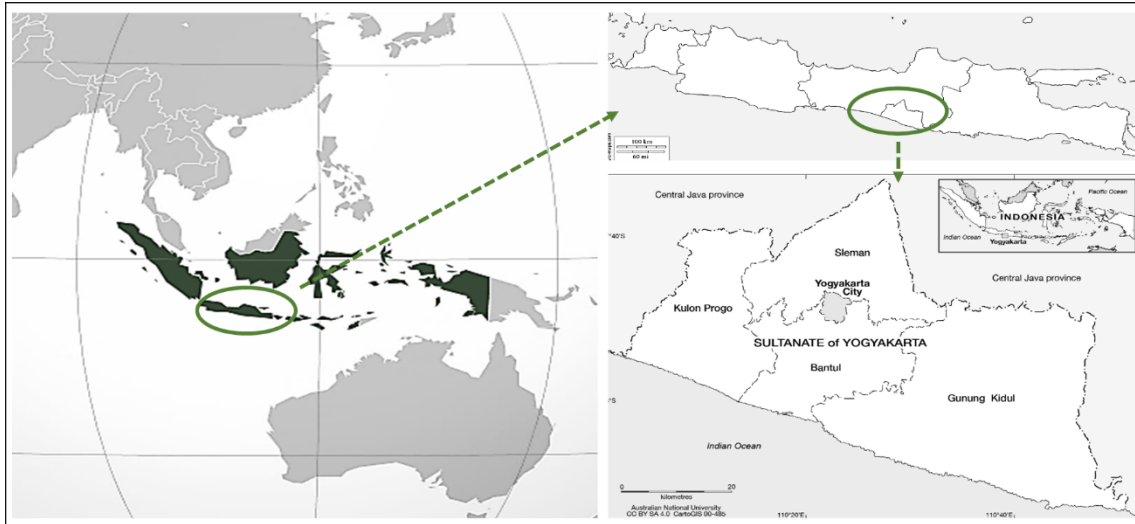 100 km
60 mi
Central Java province
Pacific Ocean
INDONESIA
Indian Ocean
Yogyakarta
Sleman
Central Java province
Yogyakarta
City
Kulon Progo
SULTANATE of YOGYAKARTA
Bantul
Gunung Kidul
Indian Ocean
0 20
kilometres
Australian National University
CC BY SA 4.0 CartoGIS 90-485
110°20'E 110°40'E